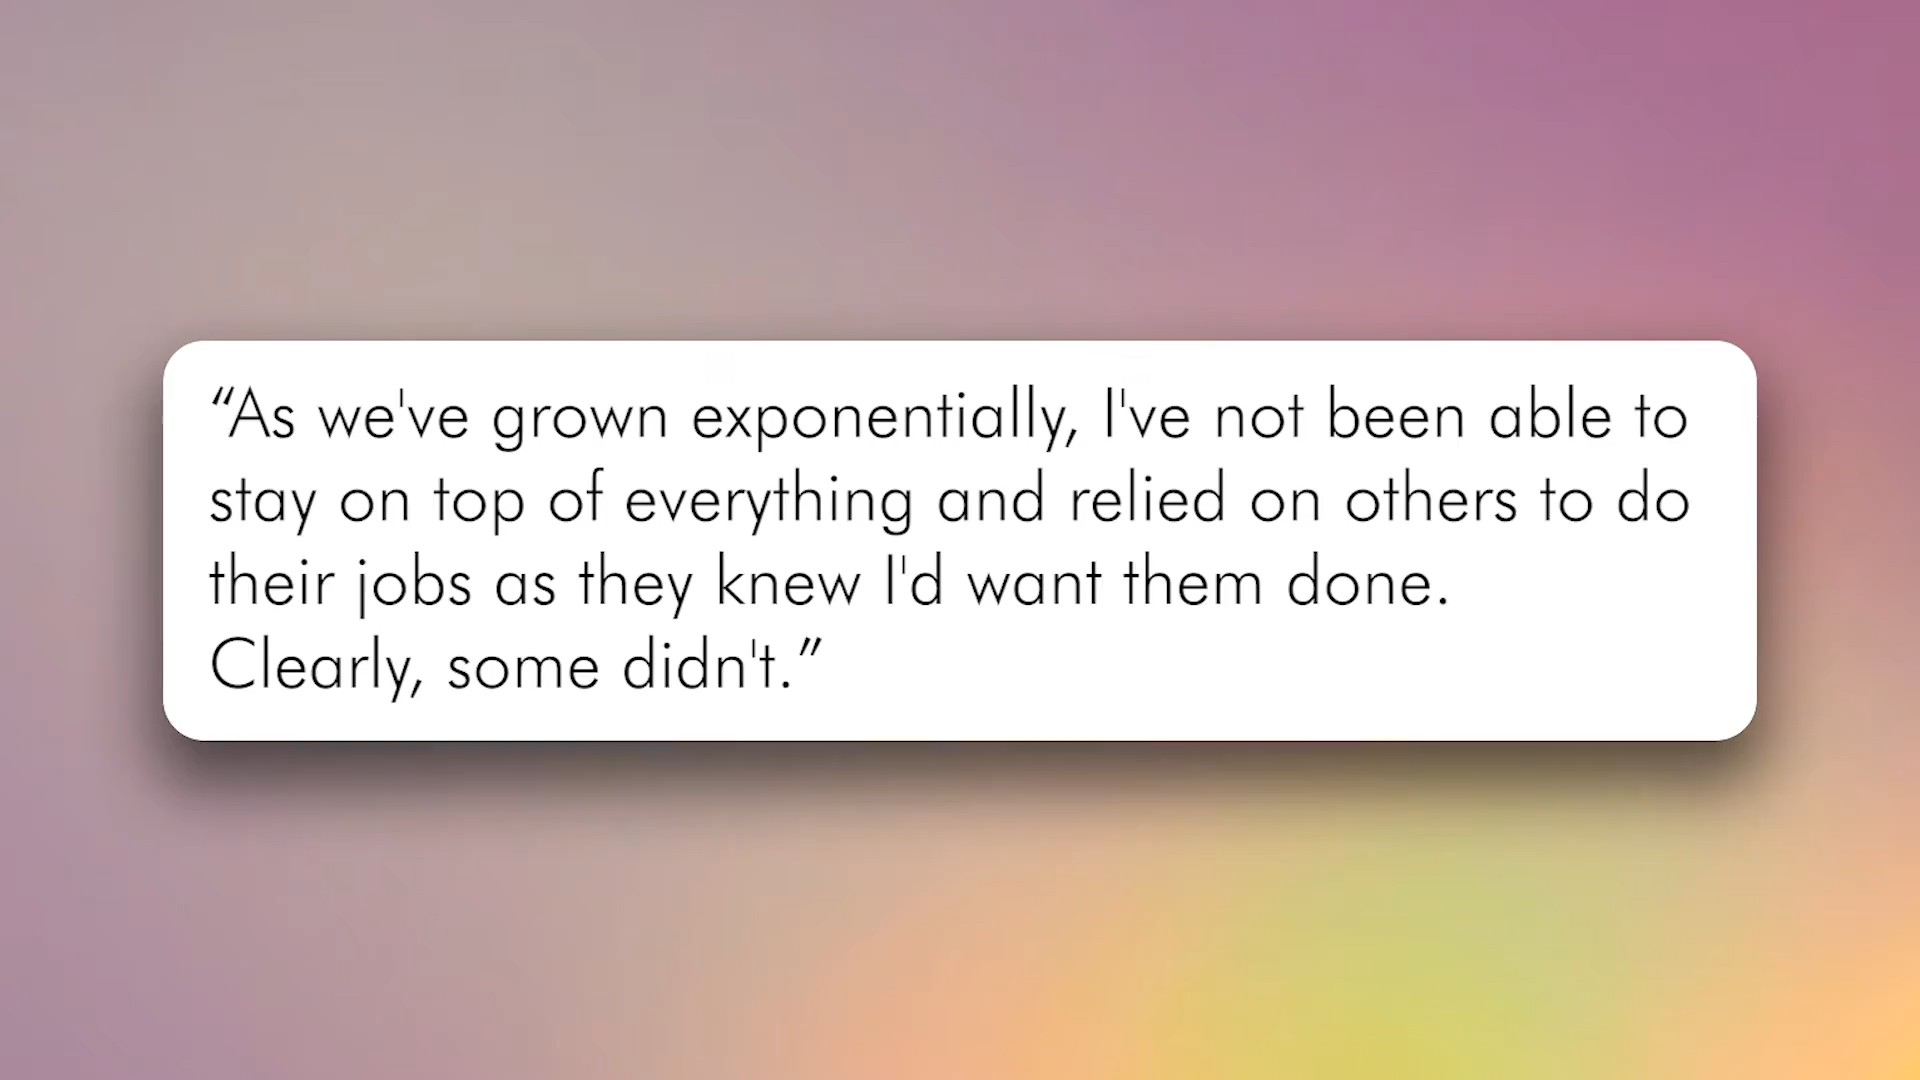 “As we've grown exponentially, I've not been able to
stay on top of everything and relied on others to do
their jobs as they knew I'd want them done.
Clearly, some didn't.”